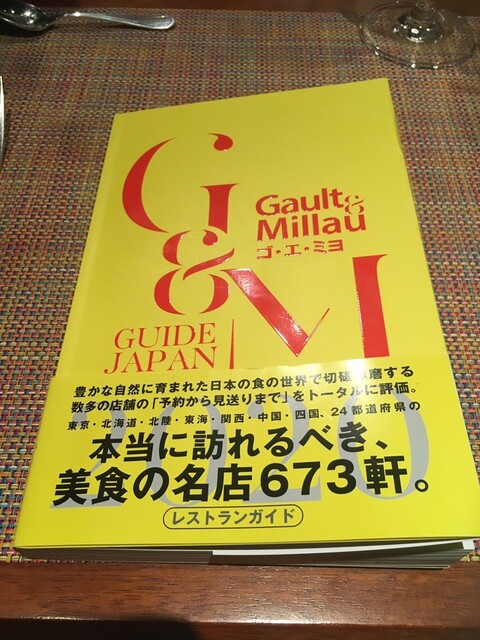 G
&
M
Gault&
Millau
ゴ・エ・ミヨ
GUIDE
JAPAN
2020
豊かな自然に育まれた日本の食の世界で切磋琢磨する
数多の店舗の「予約から見送りまで」をトータルに評価。
東京・北海道・北陸・東海・関西・中国・四国、24都道府県の
本当に訪れるべき、
美食の名店673軒。
レストランガイド